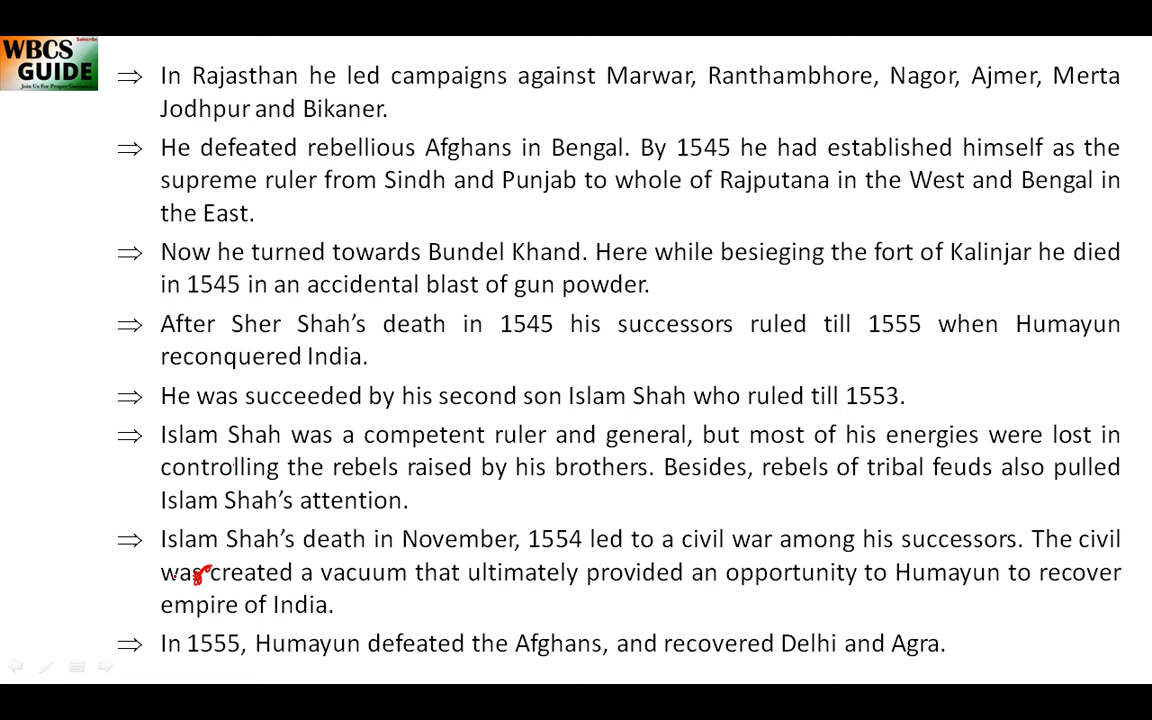 Subscribe
WBCS
GUIDE
Join Us For Proper Guidance...
⇒ In Rajasthan he led campaigns against Marwar, Ranthambhore, Nagor, Ajmer, Merta
Jodhpur and Bikaner.
⇒ He defeated rebellious Afghans in Bengal. By 1545 he had established himself as the
supreme ruler from Sindh and Punjab to whole of Rajputana in the West and Bengal in
the East.
⇒ Now he turned towards Bundel Khand. Here while besieging the fort of Kalinjar he died
in 1545 in an accidental blast of gun powder.
⇒ After Sher Shah’s death in 1545 his successors ruled till 1555 when Humayun
reconquered India.
⇒ He was succeeded by his second son Islam Shah who ruled till 1553.
⇒ Islam Shah was a competent ruler and general, but most of his energies were lost in
controlling the rebels raised by his brothers. Besides, rebels of tribal feuds also pulled
Islam Shah’s attention.
⇒ Islam Shah’s death in November, 1554 led to a civil war among his successors. The civil
was created a vacuum that ultimately provided an opportunity to Humayun to recover
empire of India.
⇒ In 1555, Humayun defeated the Afghans, and recovered Delhi and Agra.